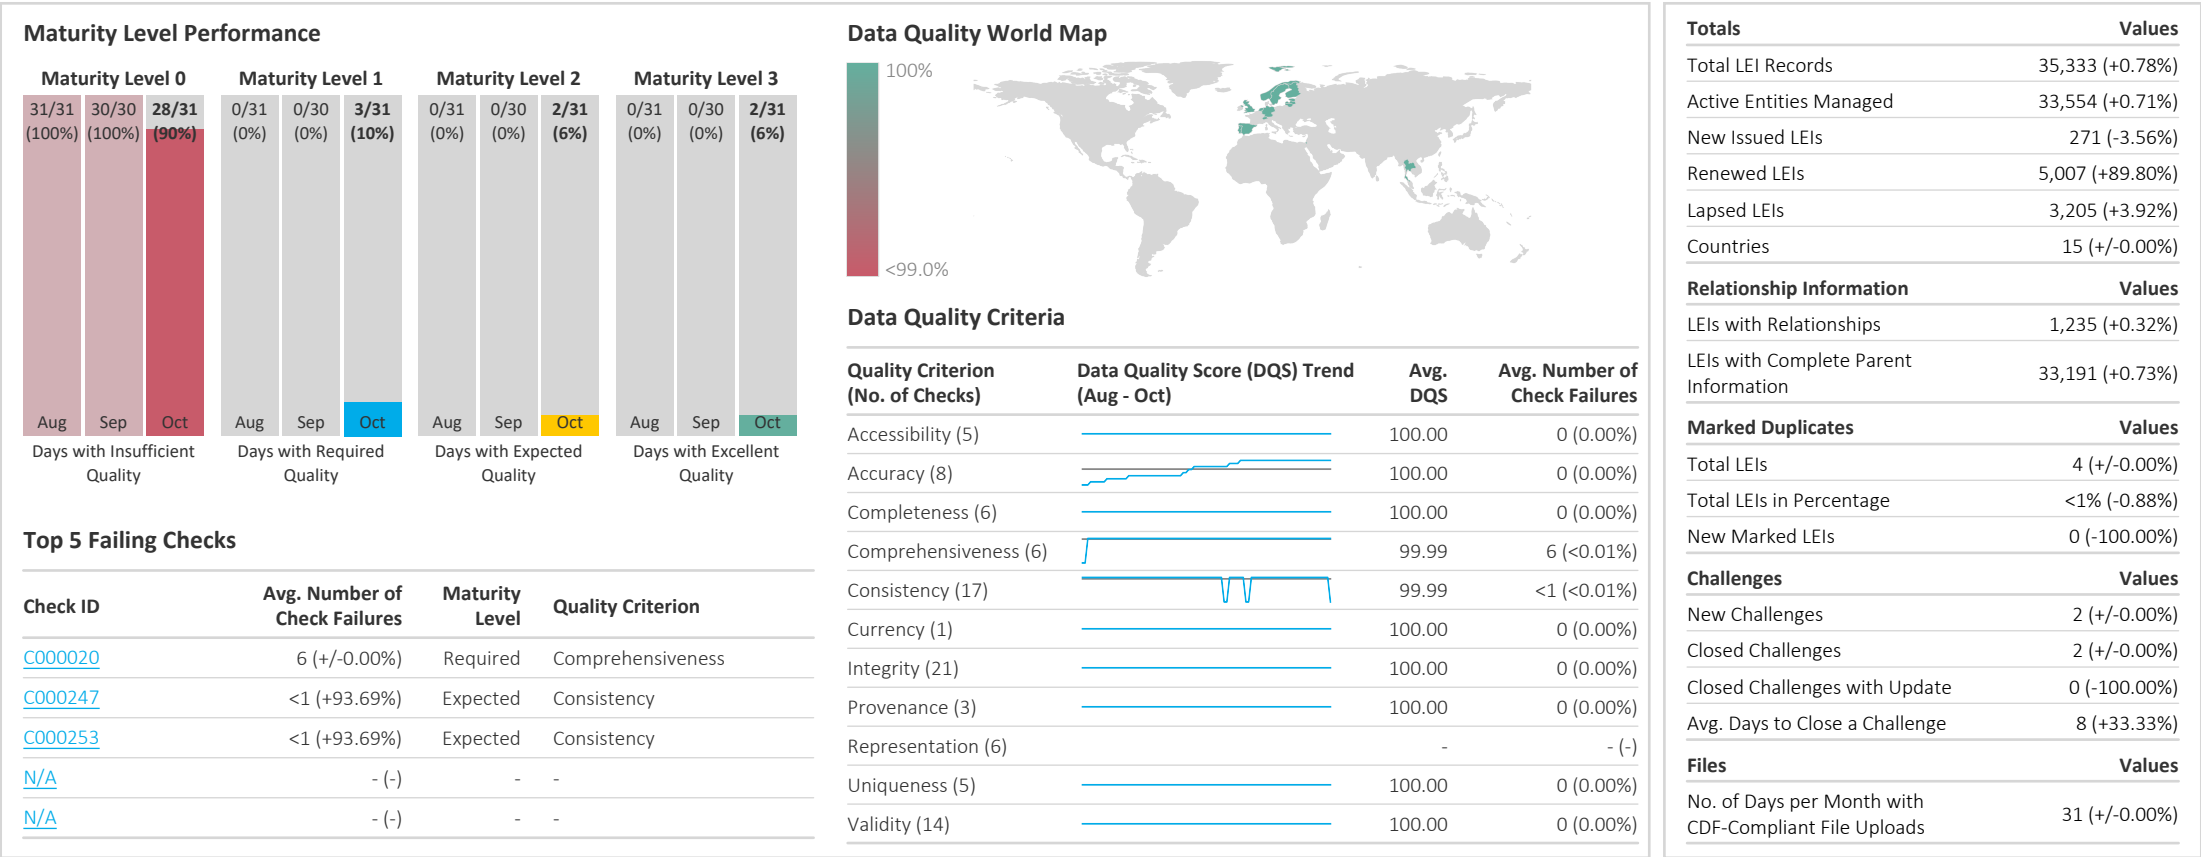 Maturity Level Performance
Maturity Level 0
Maturity Level 1
Maturity Level 2
Maturity Level 3
31/31 30/30 28/31
(100%) (100%) (90%)
0/31 0/30 3/31
(0%) (0%) (10%)
0/31 0/30 2/31
(0%) (0%) (6%)
0/31 0/30 2/31
(0%) (0%) (6%)
Aug Sep Oct
Aug Sep Oct
Aug Sep Oct
Aug Sep Oct
Days with Insufficient
Quality
Days with Required
Quality
Days with Expected
Quality
Days with Excellent
Quality
Top 5 Failing Checks
Check ID Avg. Number of Check Failures Maturity Level Quality Criterion
C000020 6 (+/-0.00%) Required Comprehensiveness
C000247 <1 (+93.69%) Expected Consistency
C000253 <1 (+93.69%) Expected Consistency
N/A - (-) - -
N/A - (-) - -
Data Quality World Map
100%
<99.0%
Data Quality Criteria
Quality Criterion (No. of Checks) Data Quality Score (DQS) Trend (Aug - Oct) Avg. DQS Avg. Number of Check Failures
Accessibility (5) 100.00 0 (0.00%)
Accuracy (8) 100.00 0 (0.00%)
Completeness (6) 100.00 0 (0.00%)
Comprehensiveness (6) 99.99 6 (<0.01%)
Consistency (17) 99.99 <1 (<0.01%)
Currency (1) 100.00 0 (0.00%)
Integrity (21) 100.00 0 (0.00%)
Provenance (3) 100.00 0 (0.00%)
Representation (6) - - (-)
Uniqueness (5) 100.00 0 (0.00%)
Validity (14) 100.00 0 (0.00%)
Totals Values
Total LEI Records 35,333 (+0.78%)
Active Entities Managed 33,554 (+0.71%)
New Issued LEIs 271 (-3.56%)
Renewed LEIs 5,007 (+89.80%)
Lapsed LEIs 3,205 (+3.92%)
Countries 15 (+/-0.00%)
Relationship Information Values
LEIs with Relationships 1,235 (+0.32%)
LEIs with Complete Parent
Information 33,191 (+0.73%)
Marked Duplicates Values
Total LEIs 4 (+/-0.00%)
Total LEIs in Percentage <1% (-0.88%)
New Marked LEIs 0 (-100.00%)
Challenges Values
New Challenges 2 (+/-0.00%)
Closed Challenges 2 (+/-0.00%)
Closed Challenges with Update 0 (-100.00%)
Avg. Days to Close a Challenge 8 (+33.33%)
Files Values
No. of Days per Month with
CDF-Compliant File Uploads 31 (+/-0.00%)